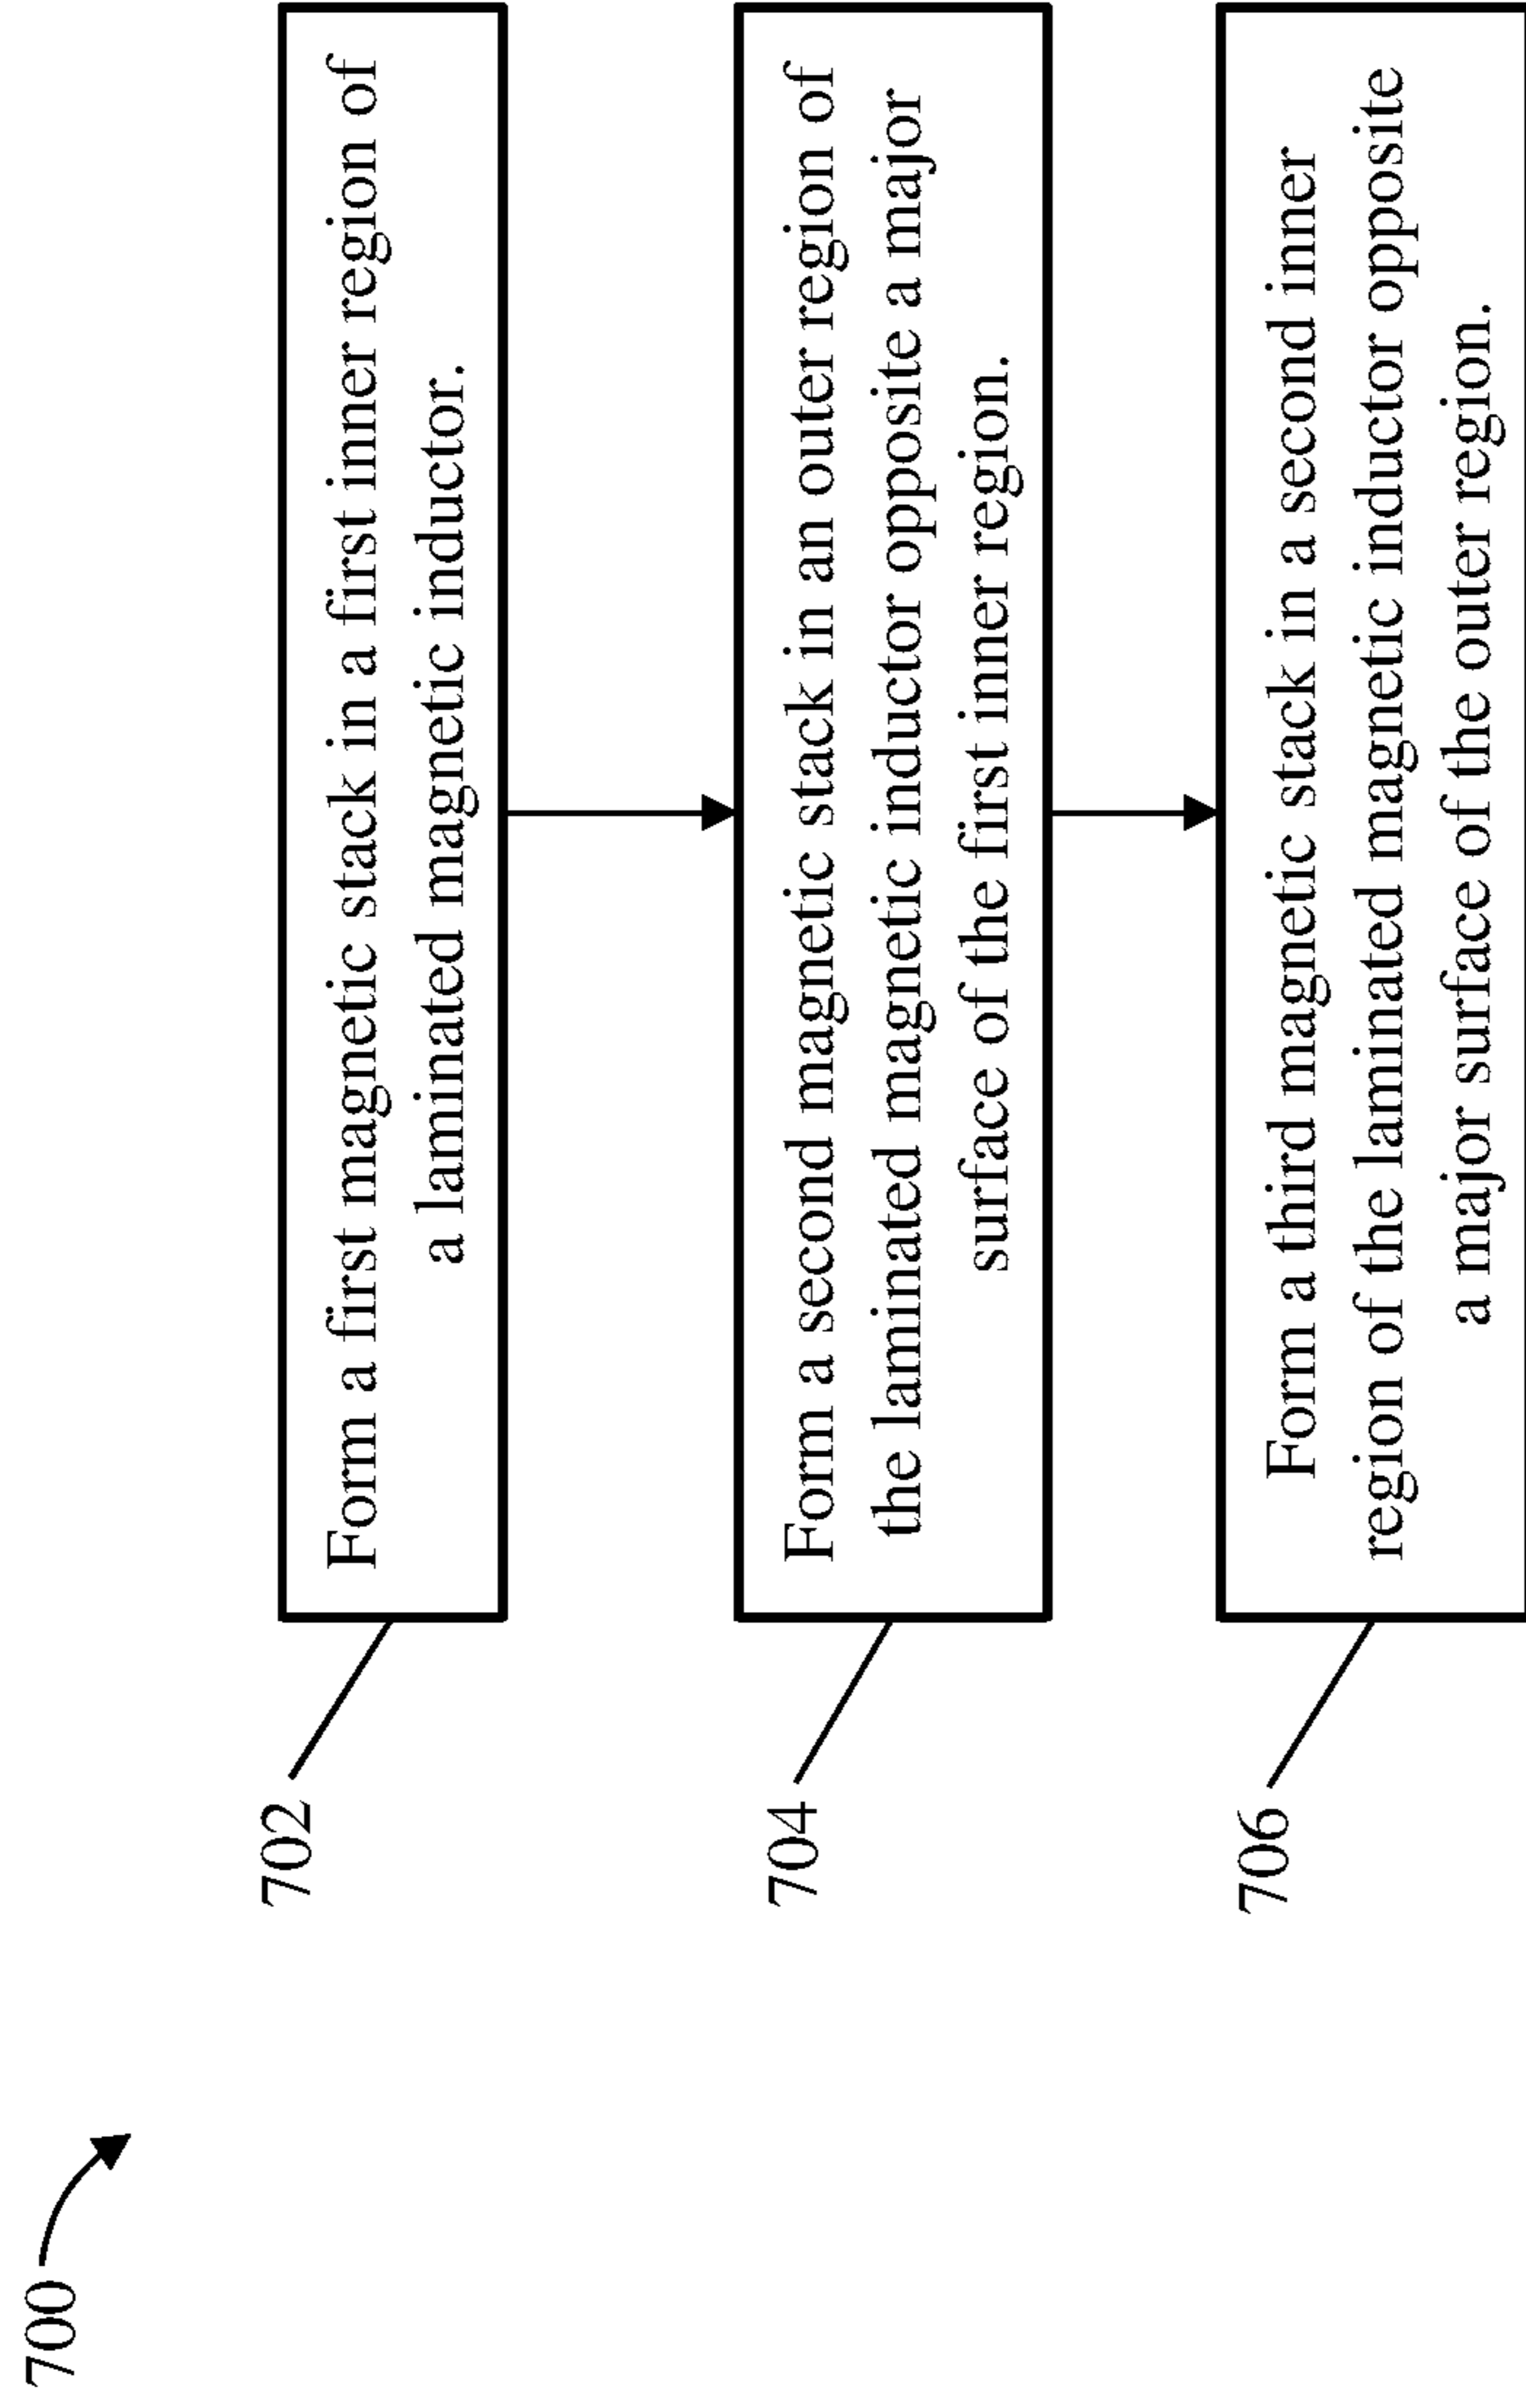 700
702
Form a first magnetic stack in a first inner region of
a laminated magnetic inductor.
704
Form a second magnetic stack in an outer region of
the laminated magnetic inductor opposite a major
surface of the first inner region.
706
Form a third magnetic stack in a second inner
region of the laminated magnetic inductor opposite
a major surface of the outer region.